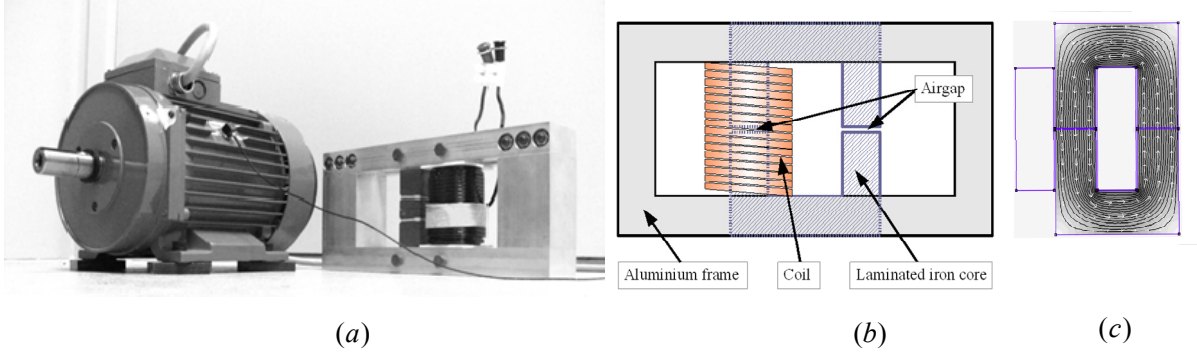 Airgap
Aluminium frame
Coil
Laminated iron core
(a)
(b)
(c)